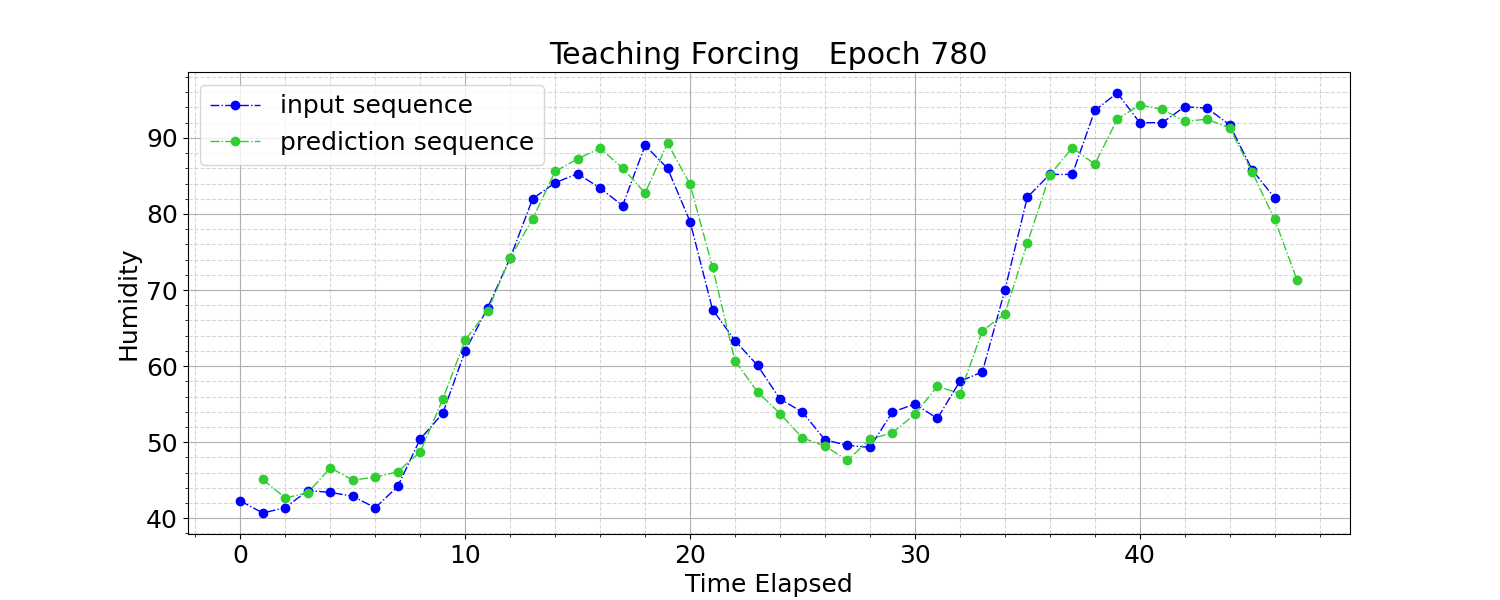 Teaching Forcing   Epoch 780
input sequence
prediction sequence
90
80
70
60
50
40
Humidity
0 10 20 30 40
Time Elapsed